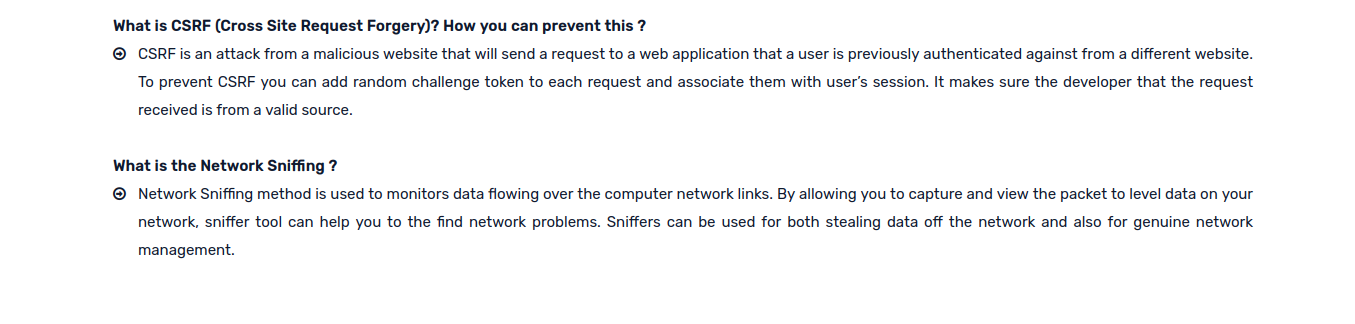 What is CSRF (Cross Site Request Forgery)? How you can prevent this ?
CSRF is an attack from a malicious website that will send a request to a web application that a user is previously authenticated against from a different website.
To prevent CSRF you can add random challenge token to each request and associate them with user's session. It makes sure the developer that the request
received is from a valid source.
What is the Network Sniffing ?
Network Sniffing method is used to monitors data flowing over the computer network links. By allowing you to capture and view the packet to level data on your
network, sniffer tool can help you to the find network problems. Sniffers can be used for both stealing data off the network and also for genuine network
management.